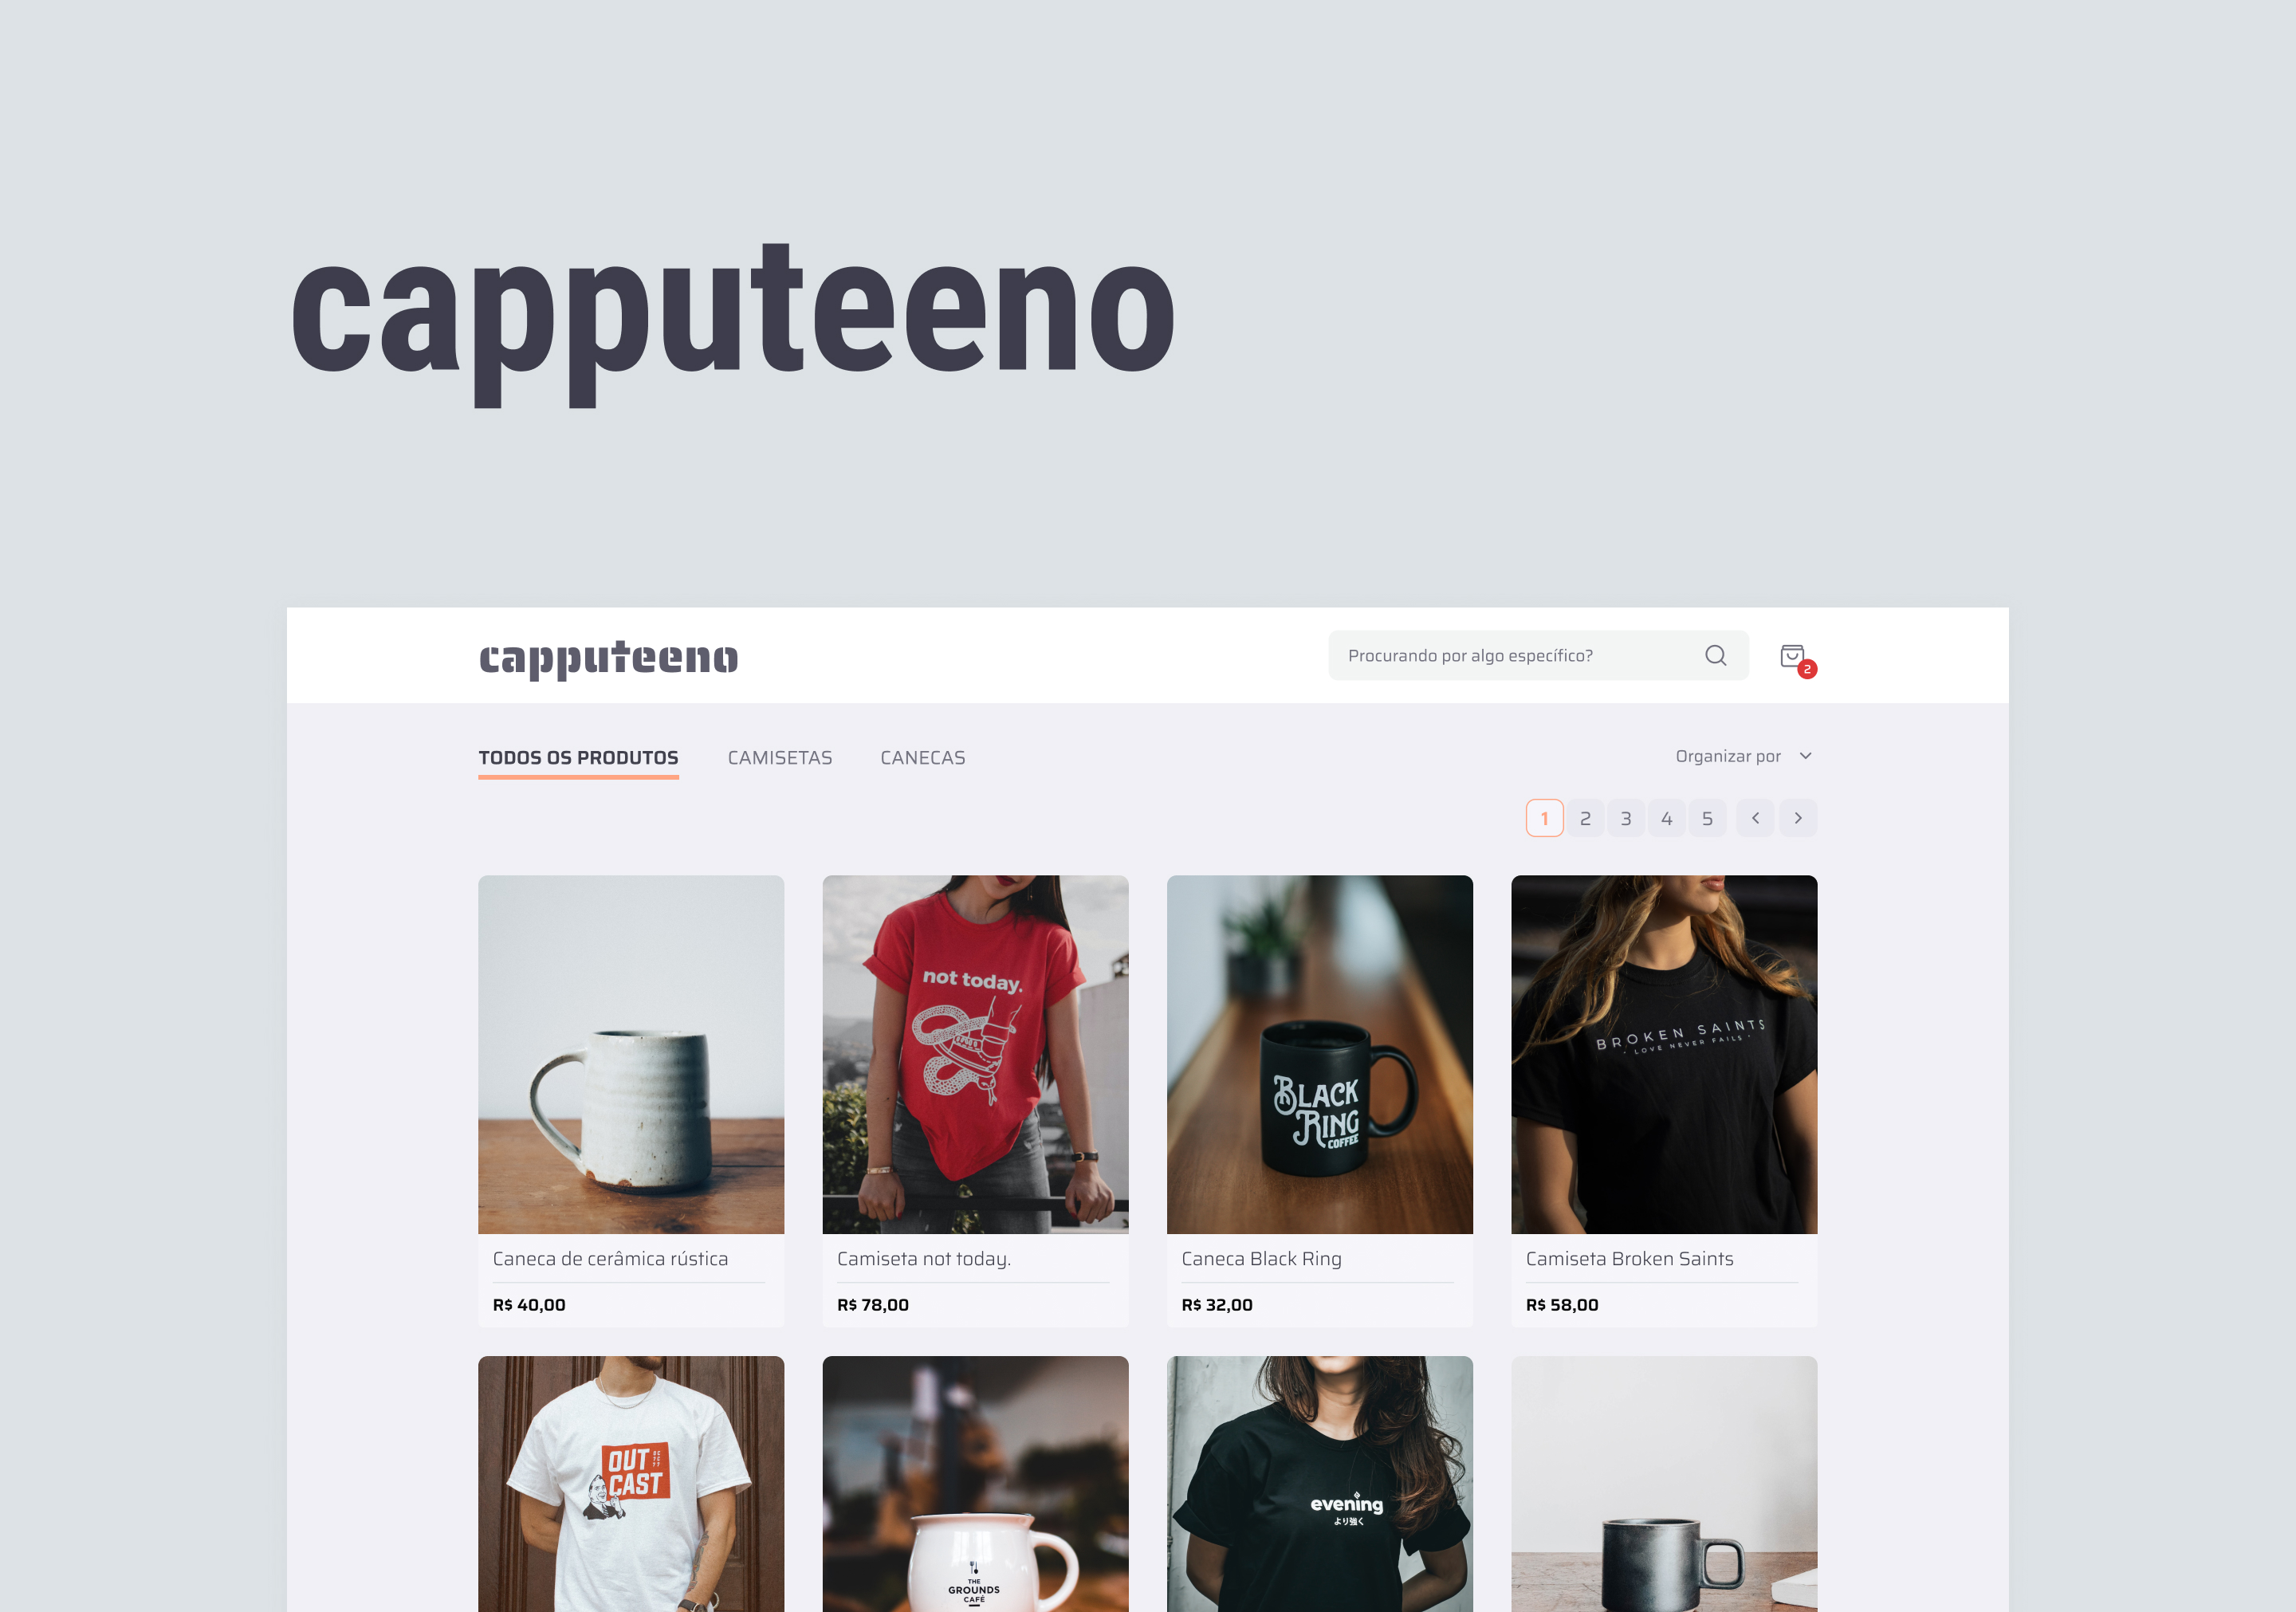 capputeeno
capputeeno
Procurando por algo específico?
2
TODOS OS PRODUTOS
CAMISETAS
CANECAS
Organizar por
1 2 3 4 5
not today.
BLACK
RING
COFFEE
BROKEN SAINTS
· LOVE NEVER FAILS ·
Caneca de cerâmica rústica
R$ 40,00
Camiseta not today.
R$ 78,00
Caneca Black Ring
R$ 32,00
Camiseta Broken Saints
R$ 58,00
OUT
CAST
THE
GROUNDS
CAFÉ
evening
より強く